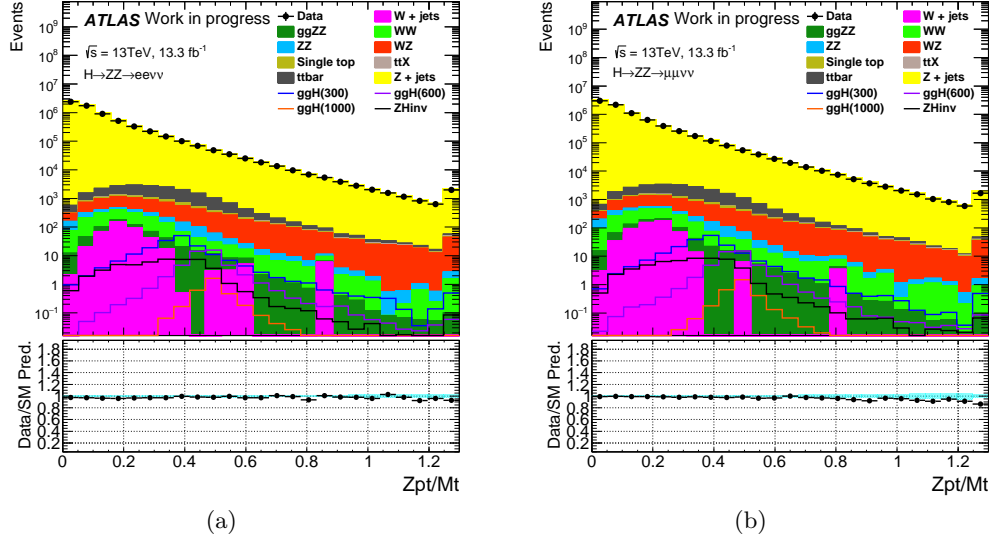 ATLAS Work in progress
√s = 13TeV, 13.3 fb⁻¹
H→ZZ→eeνν
Data
ggZZ
ZZ
Single top
ttbar
ggH(300)
ggH(1000)
W + jets
WW
WZ
ttX
Z + jets
ggH(600)
ZHinv
Events
10⁹
10⁸
10⁷
10⁶
10⁵
10⁴
10³
10²
10
1
10⁻¹
Data/SM Pred.
1.8
1.6
1.4
1.2
1
0.8
0.6
0.4
0.2
0 0.2 0.4 0.6 0.8 1 1.2
Zpt/Mt
(a)
ATLAS Work in progress
√s = 13TeV, 13.3 fb⁻¹
H→ZZ→μμνν
Data
ggZZ
ZZ
Single top
ttbar
ggH(300)
ggH(1000)
W + jets
WW
WZ
ttX
Z + jets
ggH(600)
ZHinv
Events
10⁹
10⁸
10⁷
10⁶
10⁵
10⁴
10³
10²
10
1
10⁻¹
Data/SM Pred.
1.8
1.6
1.4
1.2
1
0.8
0.6
0.4
0.2
0 0.2 0.4 0.6 0.8 1 1.2
Zpt/Mt
(b)